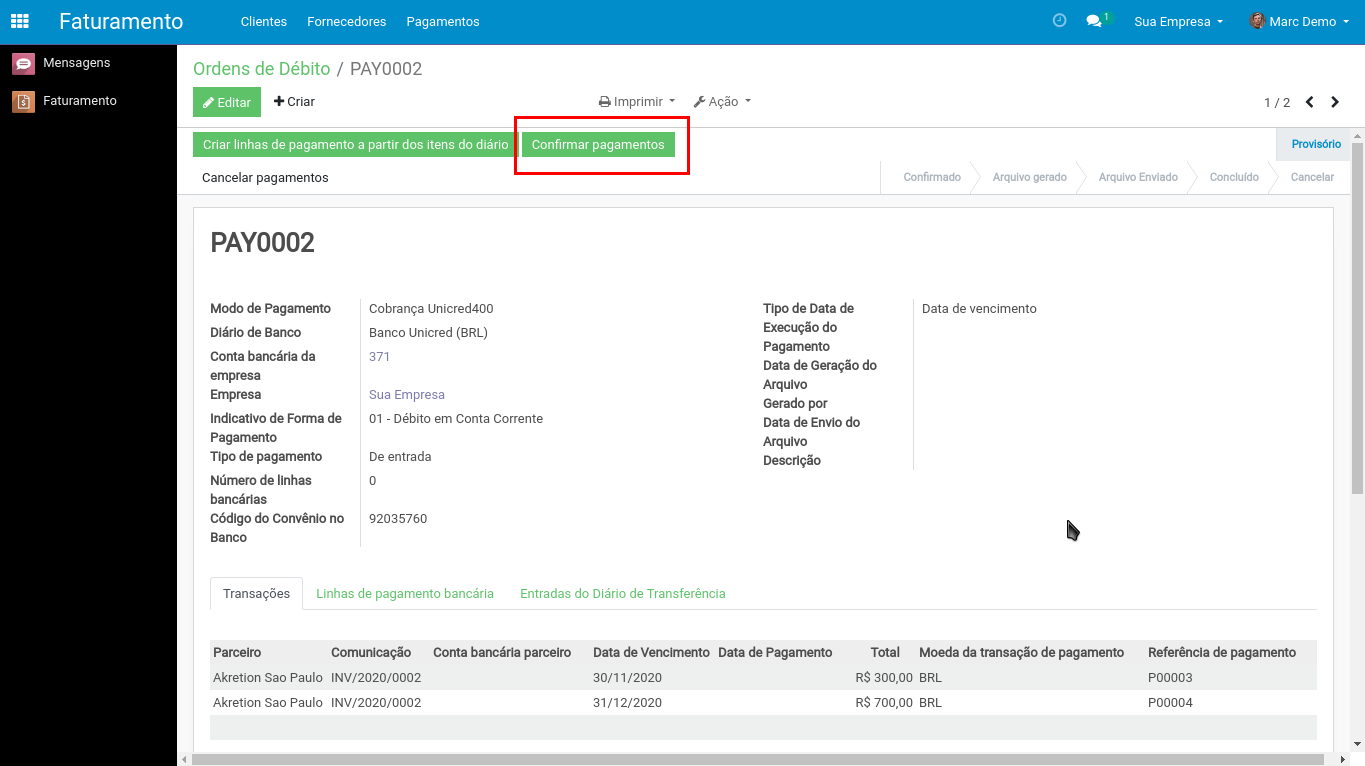 Faturamento
Clientes Fornecedores Pagamentos
1
Sua Empresa
Marc Demo
Mensagens
Faturamento
Ordens de Débito / PAY0002
Editar
Criar
Imprimir
Ação
1 / 2
Criar linhas de pagamento a partir dos itens do diário
Confirmar pagamentos
Provisório
Cancelar pagamentos
Confirmado Arquivo gerado Arquivo Enviado Concluído Cancelar
PAY0002
Modo de Pagamento Cobrança Unicred400
Diário de Banco Banco Unicred (BRL)
Conta bancária da empresa 371
Empresa Sua Empresa
Indicativo de Forma de Pagamento 01 - Débito em Conta Corrente
Tipo de pagamento De entrada
Número de linhas bancárias 0
Código do Convênio no Banco 92035760
Tipo de Data de Execução do Pagamento Data de vencimento
Data de Geração do Arquivo
Gerado por
Data de Envio do Arquivo
Descrição
Transações Linhas de pagamento bancária Entradas do Diário de Transferência
Parceiro Comunicação Conta bancária parceiro Data de Vencimento Data de Pagamento Total Moeda da transação de pagamento Referência de pagamento
Akretion Sao Paulo INV/2020/0002 30/11/2020 R$ 300,00 BRL P00003
Akretion Sao Paulo INV/2020/0002 31/12/2020 R$ 700,00 BRL P00004